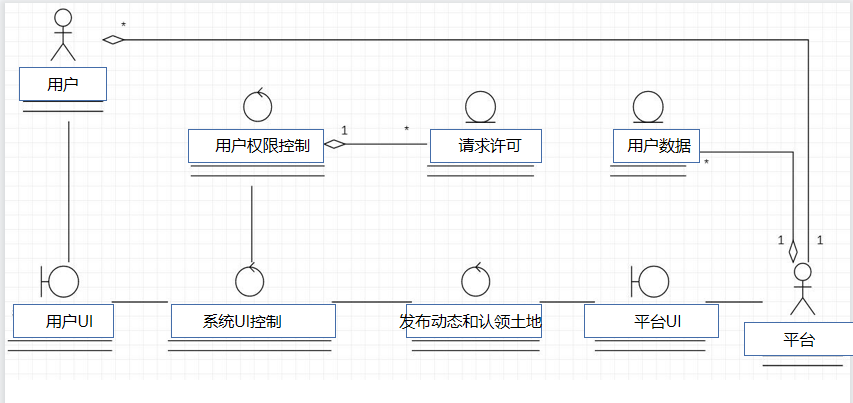 *
用户
1
*
用户权限控制
请求许可
用户数据
*
1
1
用户UI
系统UI控制
发布动态和认领土地
平台UI
平台